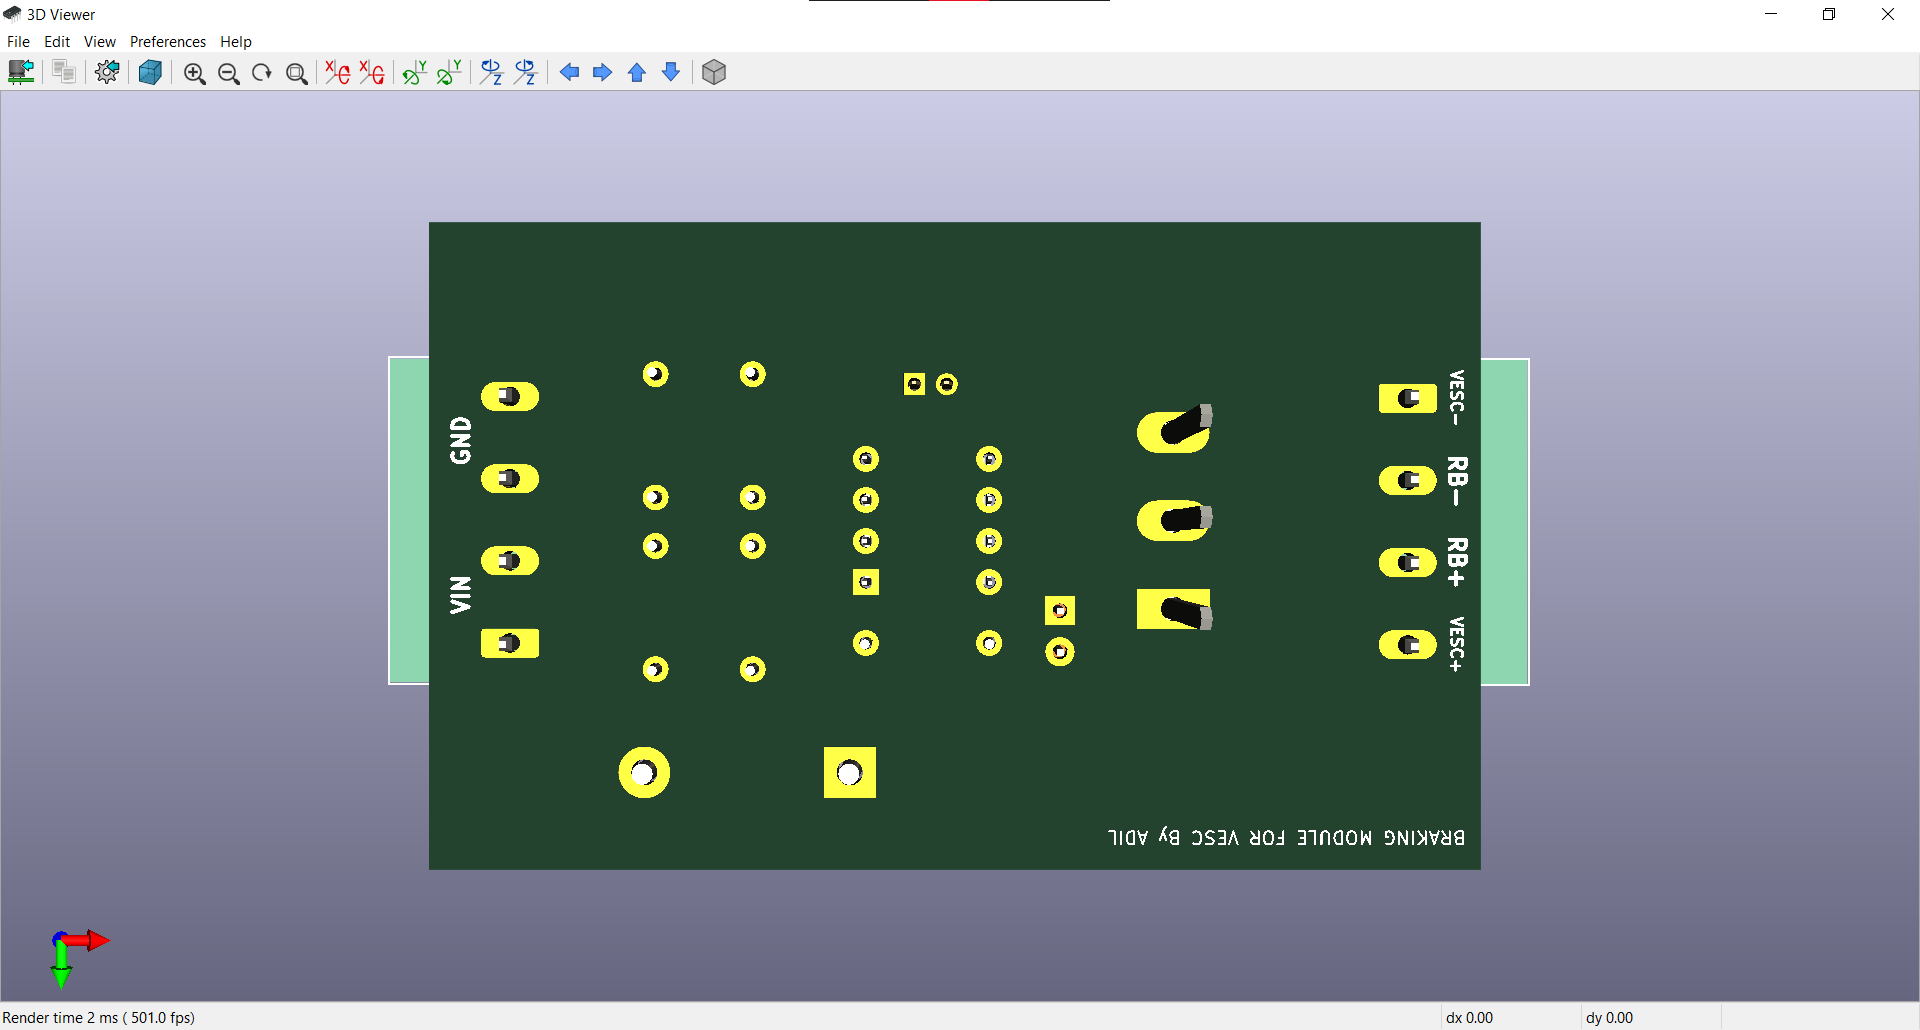 3D Viewer
File Edit View Preferences Help
GND
VIN
VESC-
RB-
RB+
VESC+
BRAKING MODULE FOR VESC By ADIL
Render time 2 ms ( 501.0 fps)
dx 0.00
dy 0.00